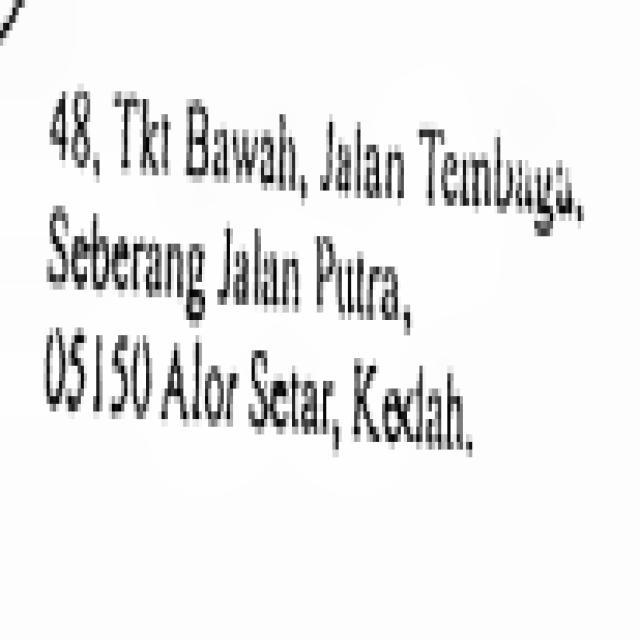 48, Tkt Bawah, Jalan Tembaga,
Seberang Jalan Putra,
05150 Alor Setar, Kedah.